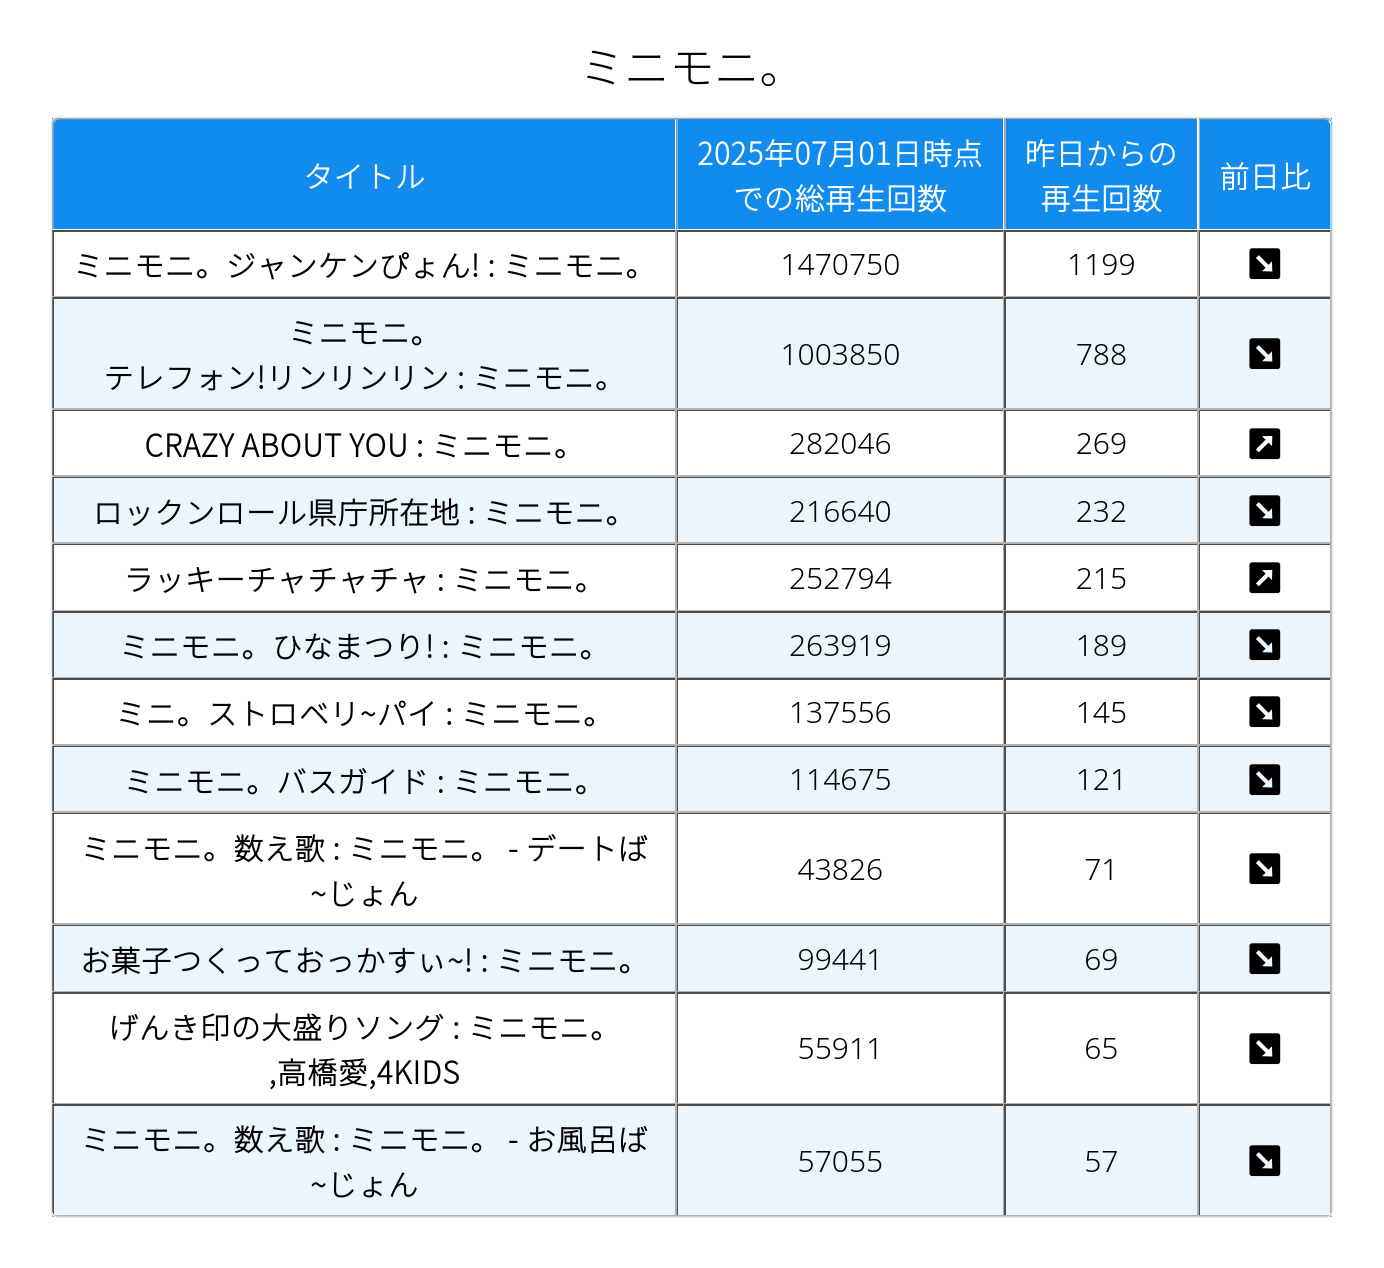 ミニモニ。
タイトル
2025年07月01日時点
での総再生回数
昨日からの
再生回数
前日比
ミニモニ。ジャンケンぴょん! : ミニモニ。
1470750
1199
ミニモニ。
テレフォン!リンリンリン : ミニモニ。
1003850
788
CRAZY ABOUT YOU : ミニモニ。
282046
269
ロックンロール県庁所在地 : ミニモニ。
216640
232
ラッキーチャチャチャ : ミニモニ。
252794
215
ミニモニ。ひなまつり! : ミニモニ。
263919
189
ミニ。ストロベリ~パイ : ミニモニ。
137556
145
ミニモニ。バスガイド : ミニモニ。
114675
121
ミニモニ。数え歌 : ミニモニ。 - デートば
~じょん
43826
71
お菓子つくっておっかすぃ~! : ミニモニ。
99441
69
げんき印の大盛りソング : ミニモニ。
,高橋愛,4KIDS
55911
65
ミニモニ。数え歌 : ミニモニ。 - お風呂ば
~じょん
57055
57